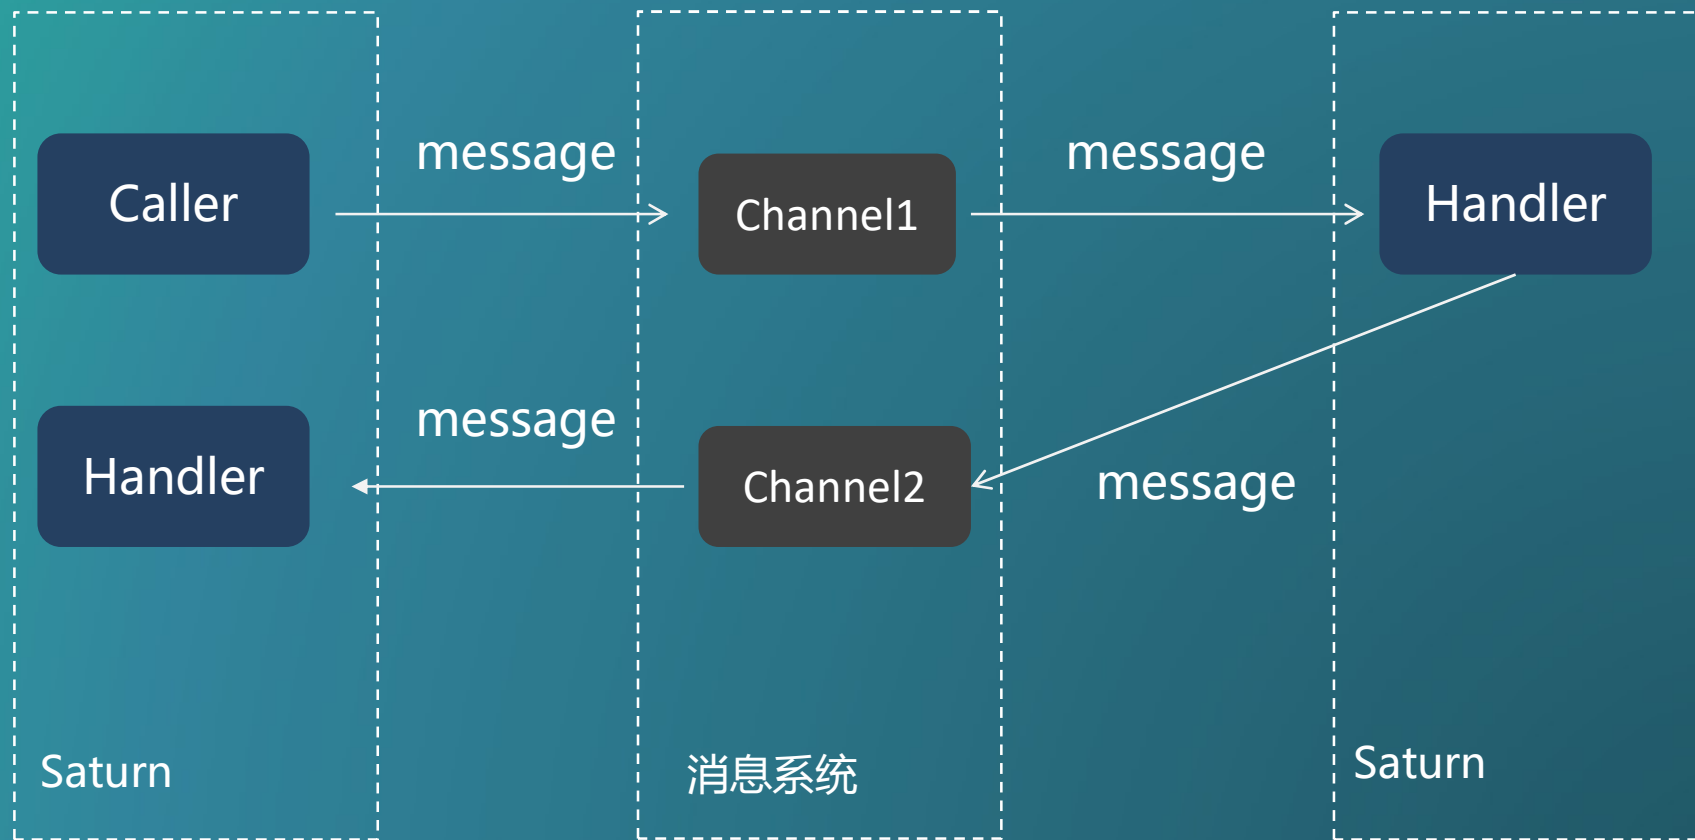 message
message
Caller
Channel1
Handler
message
Handler
Channel2
message
Saturn
消息系统
Saturn